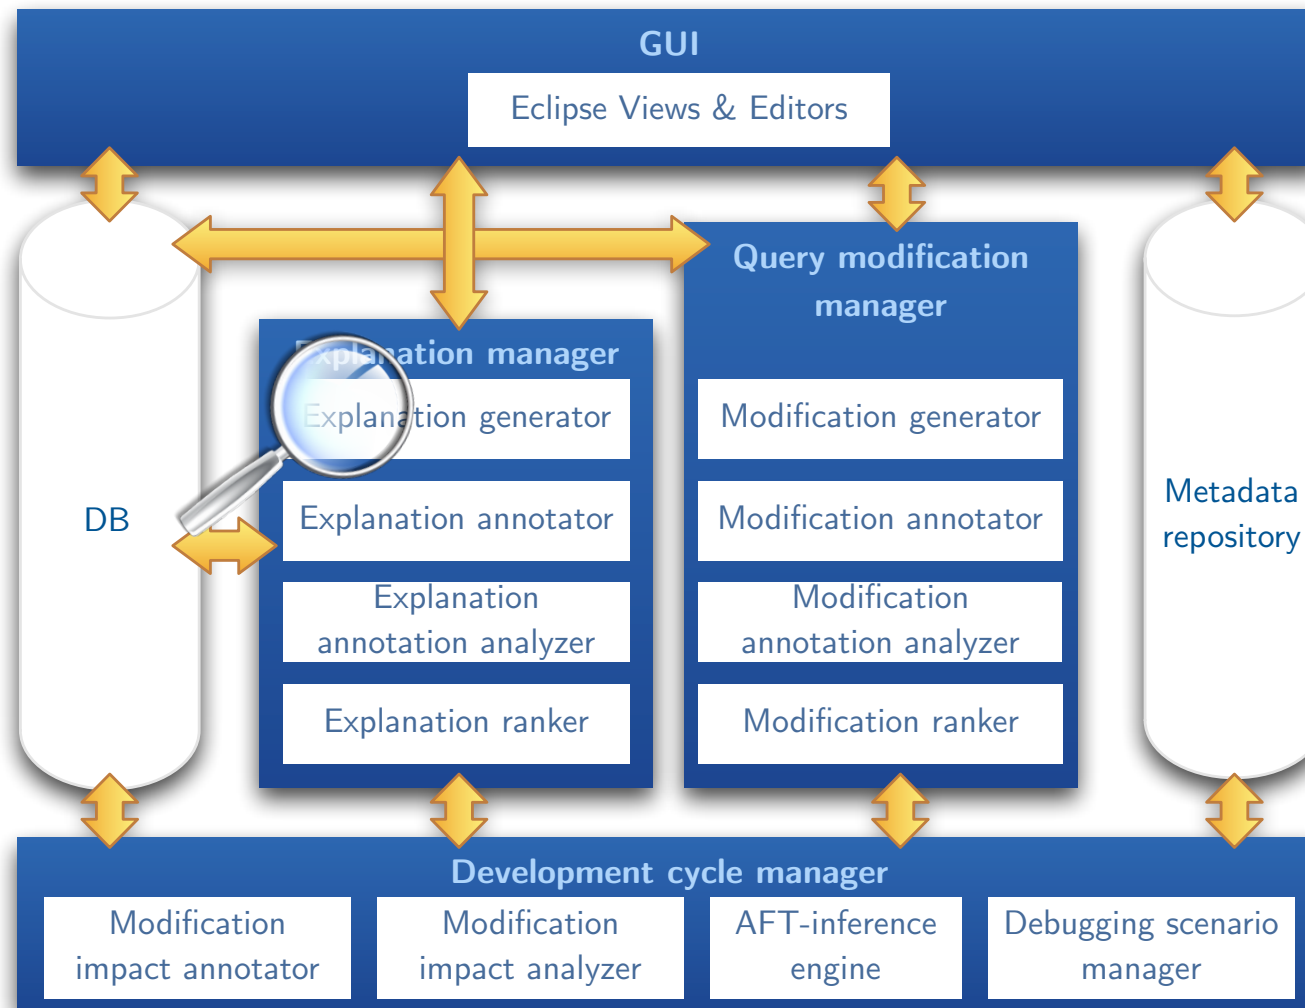 GUI
Eclipse Views & Editors
DB
Explanation manager
Explanation generator
Explanation annotator
Explanation
annotation analyzer
Explanation ranker
Query modification
manager
Modification generator
Modification annotator
Modification
annotation analyzer
Modification ranker
Metadata
repository
Development cycle manager
Modification
impact annotator
Modification
impact analyzer
AFT-inference
engine
Debugging scenario
manager